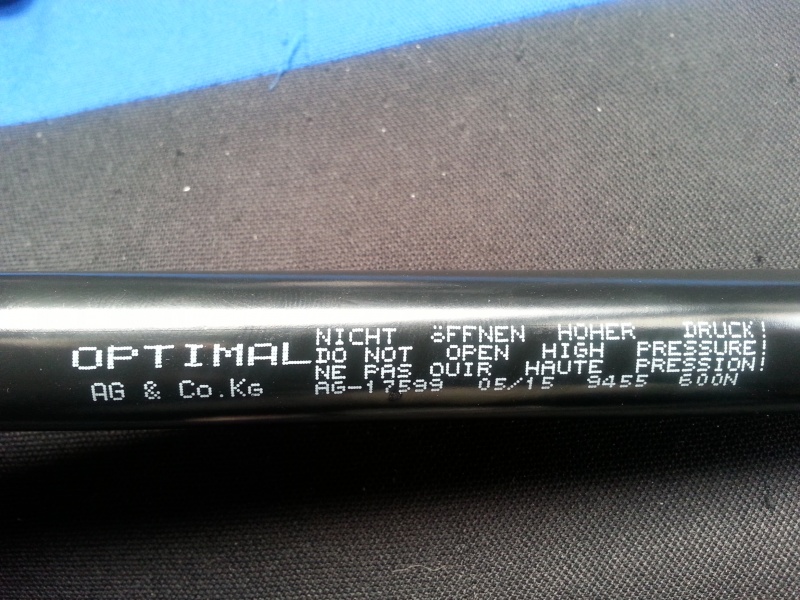 OPTIMAL
AG & Co.Kg
NICHT öFFNEN HOHER DRUCK!
DO NOT OPEN HIGH PRESSURE!
NE PAS OUIR HAUTE PRESSION!
AG-17599 05/15 9455 600N